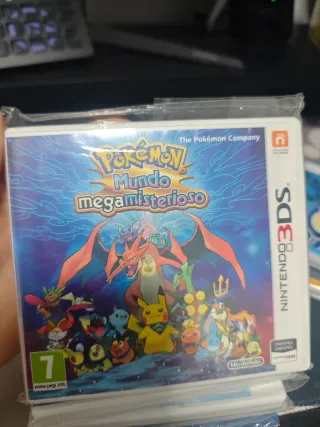 The Pokémon Company
POKÉMON
Mundo
megamisterioso
NINTENDO 3DS
7
www.pegi.info
Nintendo